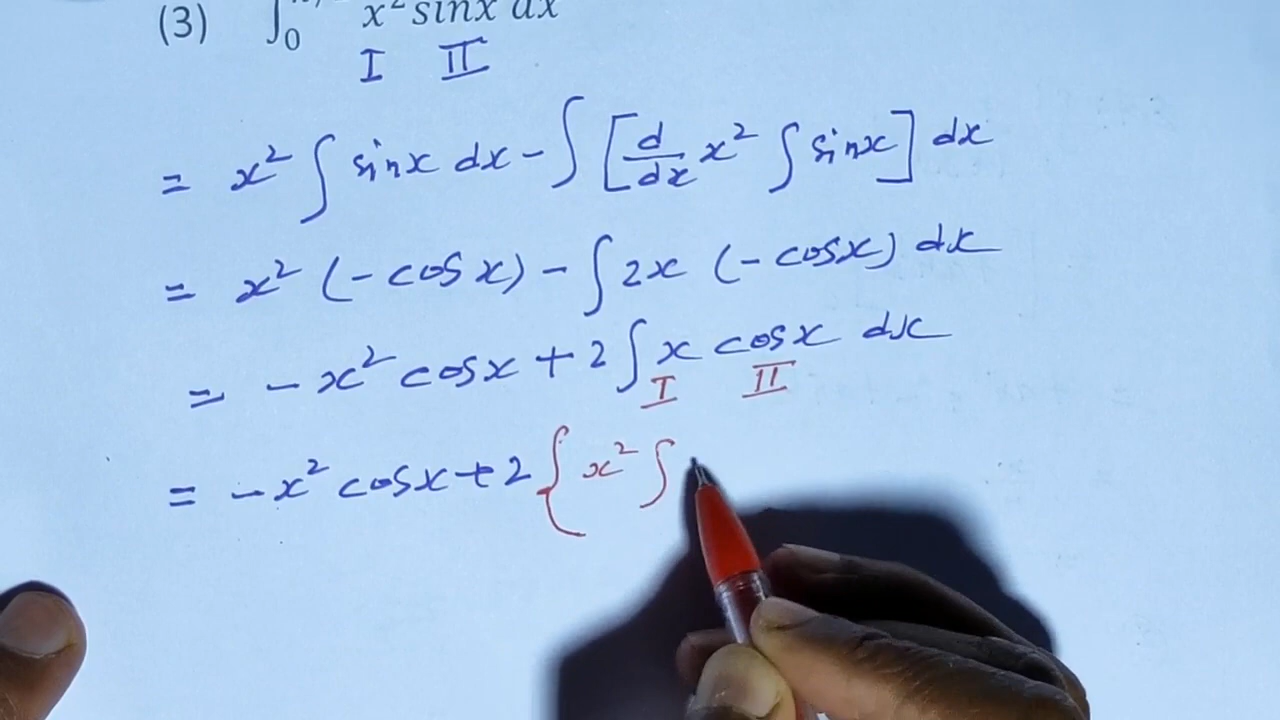 (3) ∫₀ x² sinx dx
I II
= x² ∫ sinx dx - ∫ [d/dx x² ∫ sinx] dx
= x² (-cosx) - ∫ 2x (-cosx) dx
= -x² cosx + 2 ∫ x cosx dx
I II
= -x² cosx + 2 { x² ∫